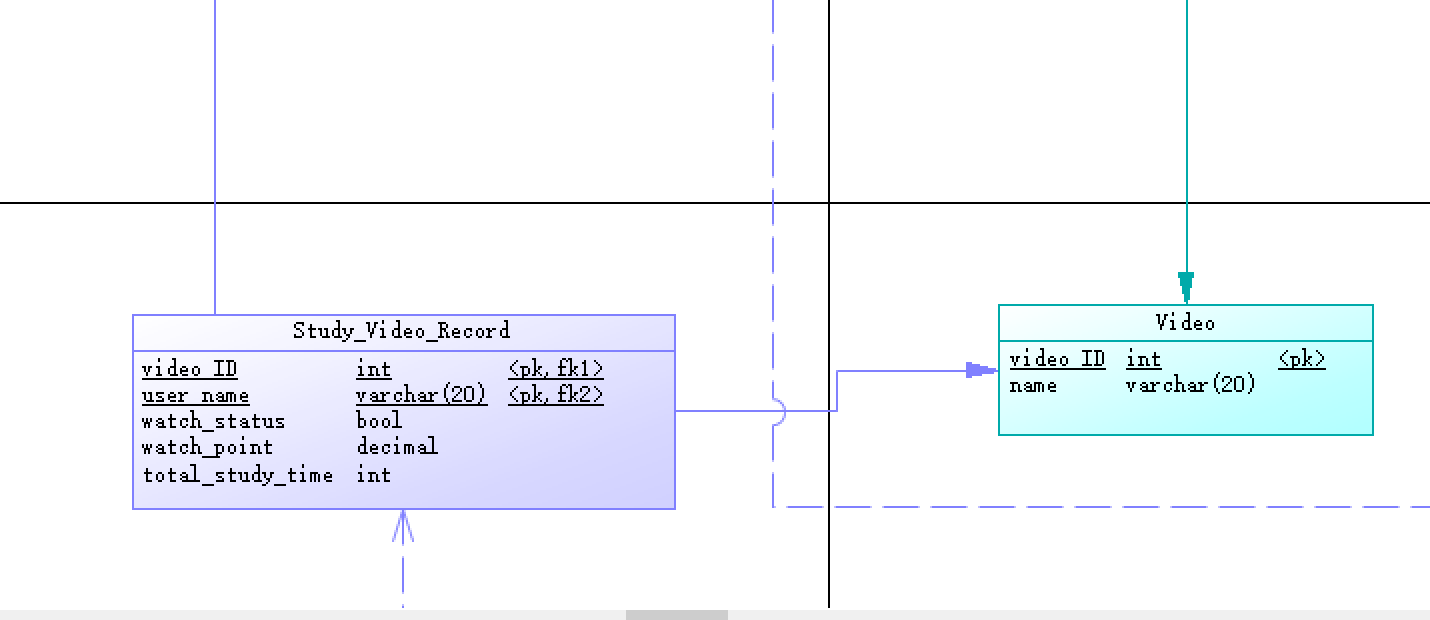 Study_Video_Record
video_ID int <pk,fk1>
user_name varchar(20) <pk,fk2>
watch_status bool
watch_point decimal
total_study_time int
Video
video_ID int <pk>
name varchar(20)